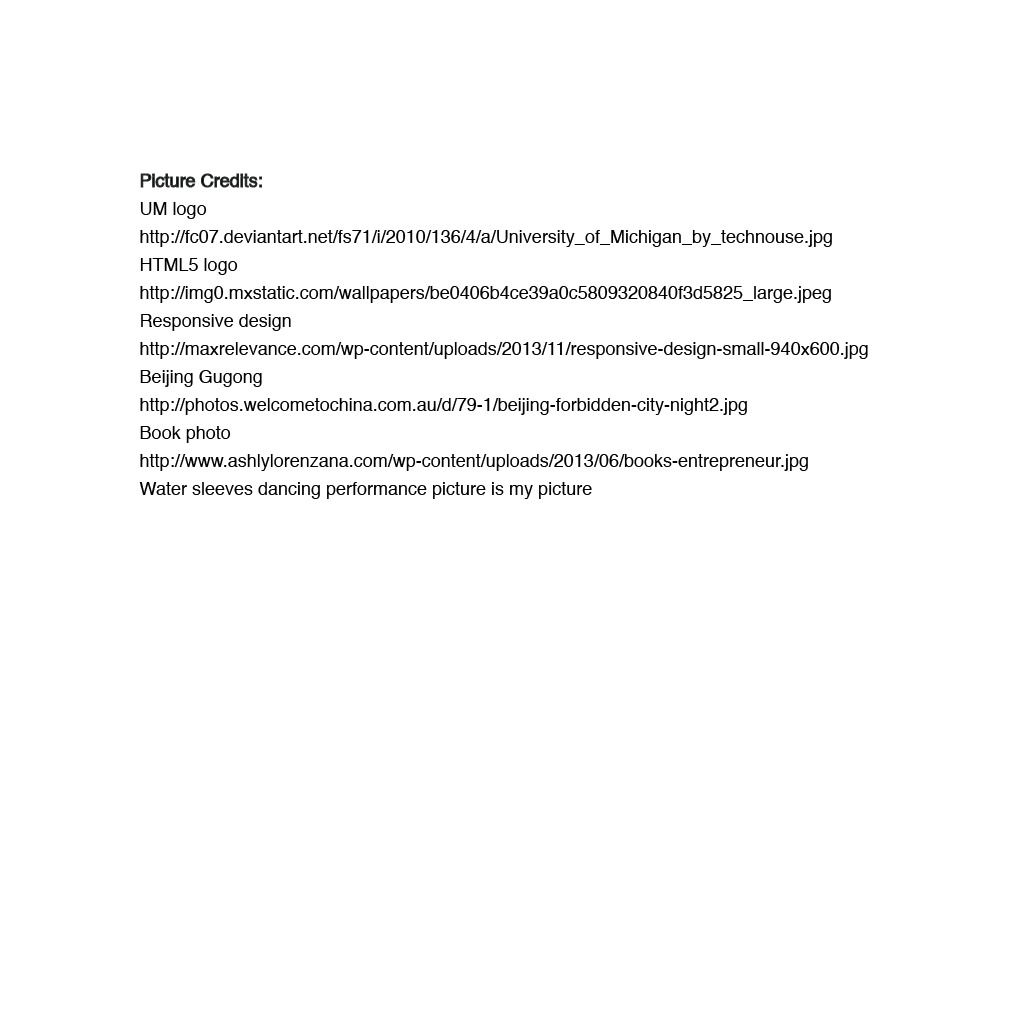 Picture Credits:
UM logo
http://fc07.deviantart.net/fs71/i/2010/136/4/a/University_of_Michigan_by_technouse.jpg
HTML5 logo
http://img0.mxstatic.com/wallpapers/be0406b4ce39a0c5809320840f3d5825_large.jpeg
Responsive design
http://maxrelevance.com/wp-content/uploads/2013/11/responsive-design-small-940x600.jpg
Beijing Gugong
http://photos.welcometochina.com.au/d/79-1/beijing-forbidden-city-night2.jpg
Book photo
http://www.ashlylorenzana.com/wp-content/uploads/2013/06/books-entrepreneur.jpg
Water sleeves dancing performance picture is my picture